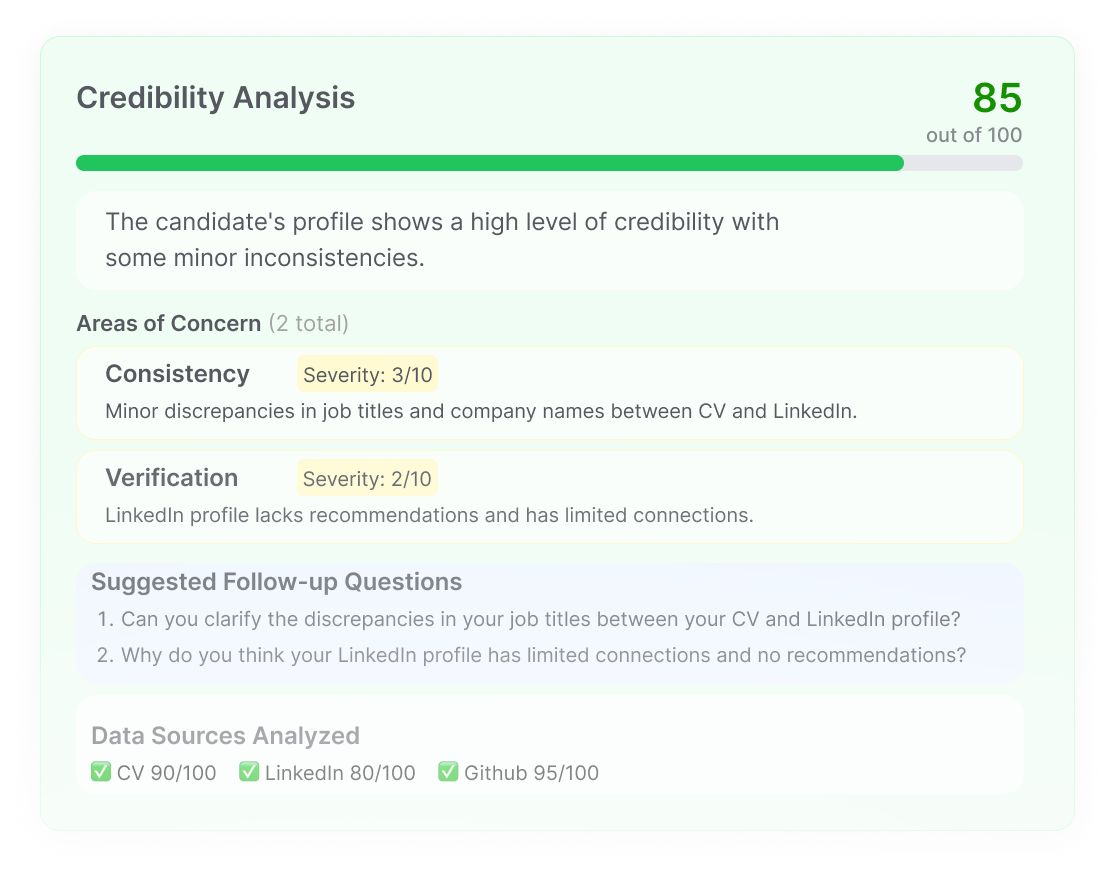 Credibility Analysis
85
out of 100
The candidate's profile shows a high level of credibility with
some minor inconsistencies.
Areas of Concern (2 total)
Consistency Severity: 3/10
Minor discrepancies in job titles and company names between CV and LinkedIn.
Verification Severity: 2/10
LinkedIn profile lacks recommendations and has limited connections.
Suggested Follow-up Questions
1. Can you clarify the discrepancies in your job titles between your CV and LinkedIn profile?
2. Why do you think your LinkedIn profile has limited connections and no recommendations?
Data Sources Analyzed
✅ CV 90/100 ✅ LinkedIn 80/100 ✅ Github 95/100